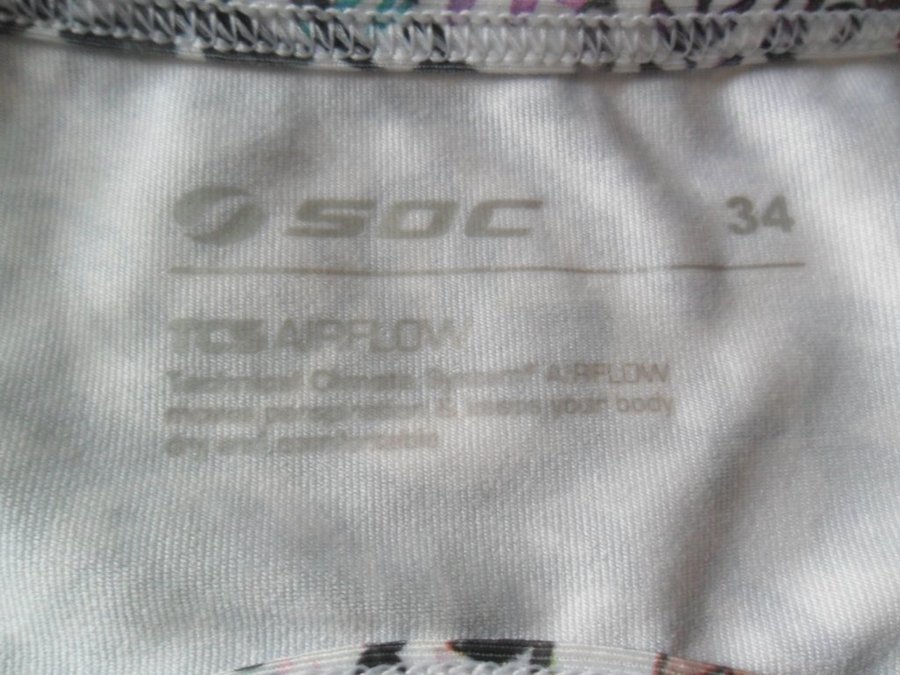 SOC 34
TCS AIRFLOW
Technical Climate System® AIRFLOW
moves perspiration & keeps your body
dry and comfortable